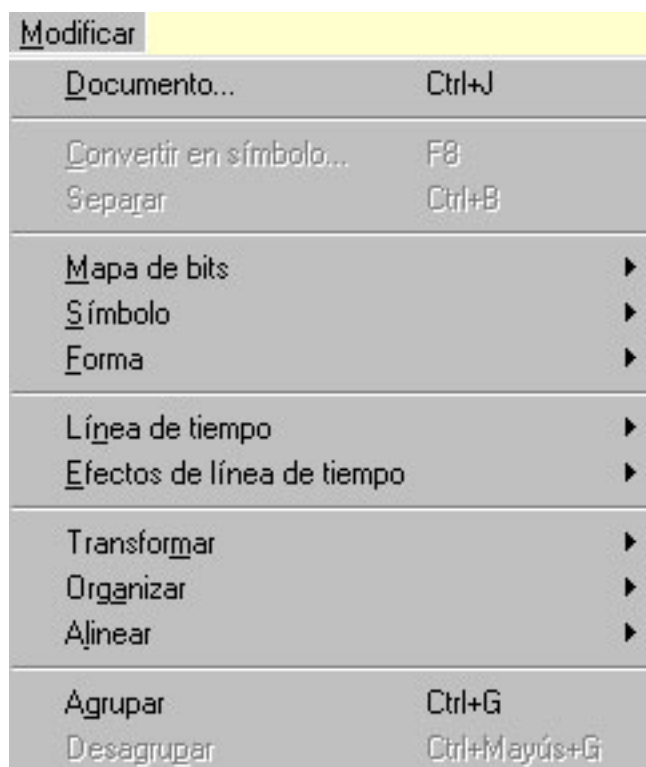 Modificar
Documento... Ctrl+J
Convertir en símbolo... F8
Separar Ctrl+B
Mapa de bits
Símbolo
Forma
Línea de tiempo
Efectos de línea de tiempo
Transformar
Organizar
Alinear
Agrupar Ctrl+G
Desagrupar Ctrl+Mayús+G